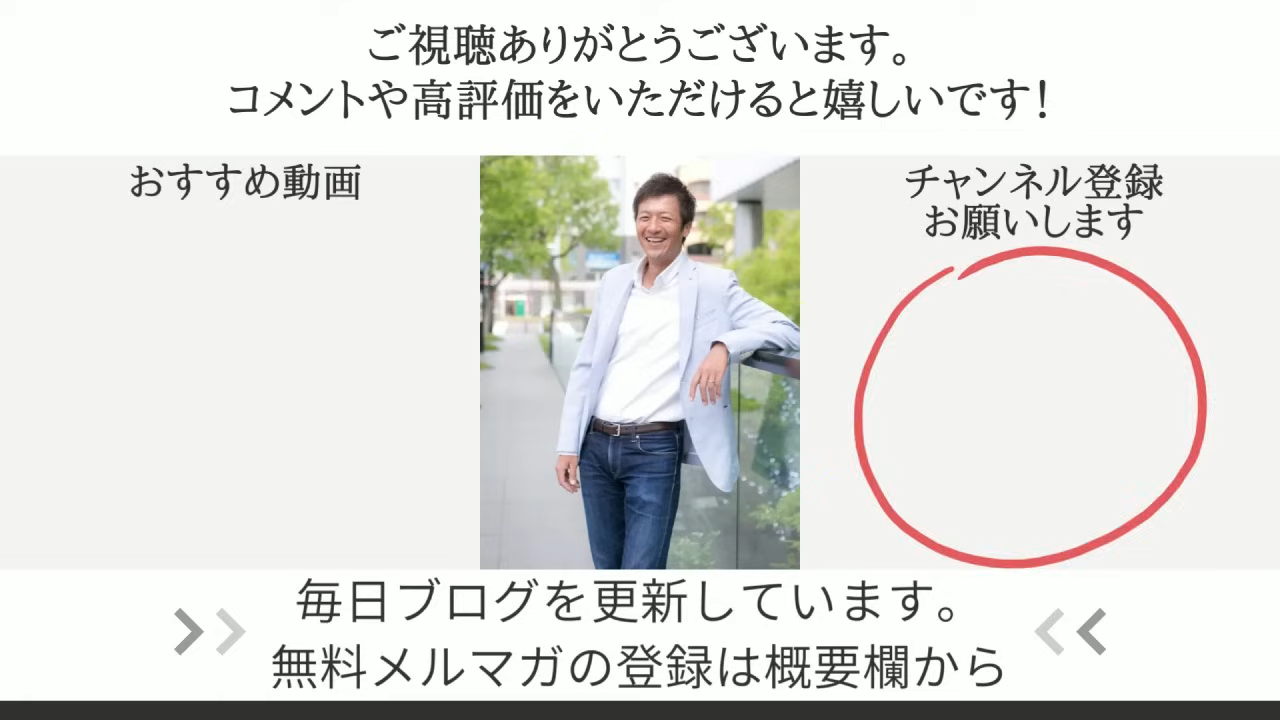 ご視聴ありがとうございます。
コメントや高評価をいただけると嬉しいです!
おすすめ動画
チャンネル登録
お願いします
毎日ブログを更新しています。
無料メルマガの登録は概要欄から